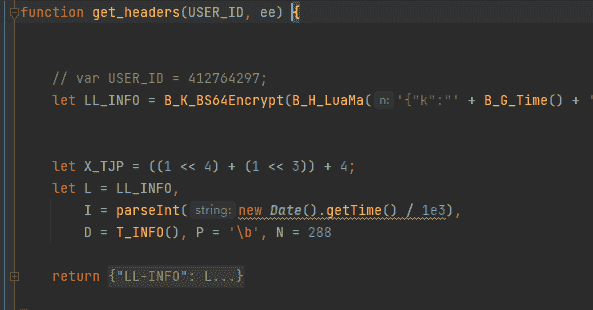 function get_headers(USER_ID, ee) {
// var USER_ID = 412764297;
let LL_INFO = B_K_BS64Encrypt(B_H_LuaMa( n: '{"k":"' + B_G_Time() + '
let X_TJP = ((1 << 4) + (1 << 3)) + 4;
let L = LL_INFO,
I = parseInt( string: new Date().getTime() / 1e3),
D = T_INFO(), P = '\b', N = 288
return {"LL-INFO": L...}